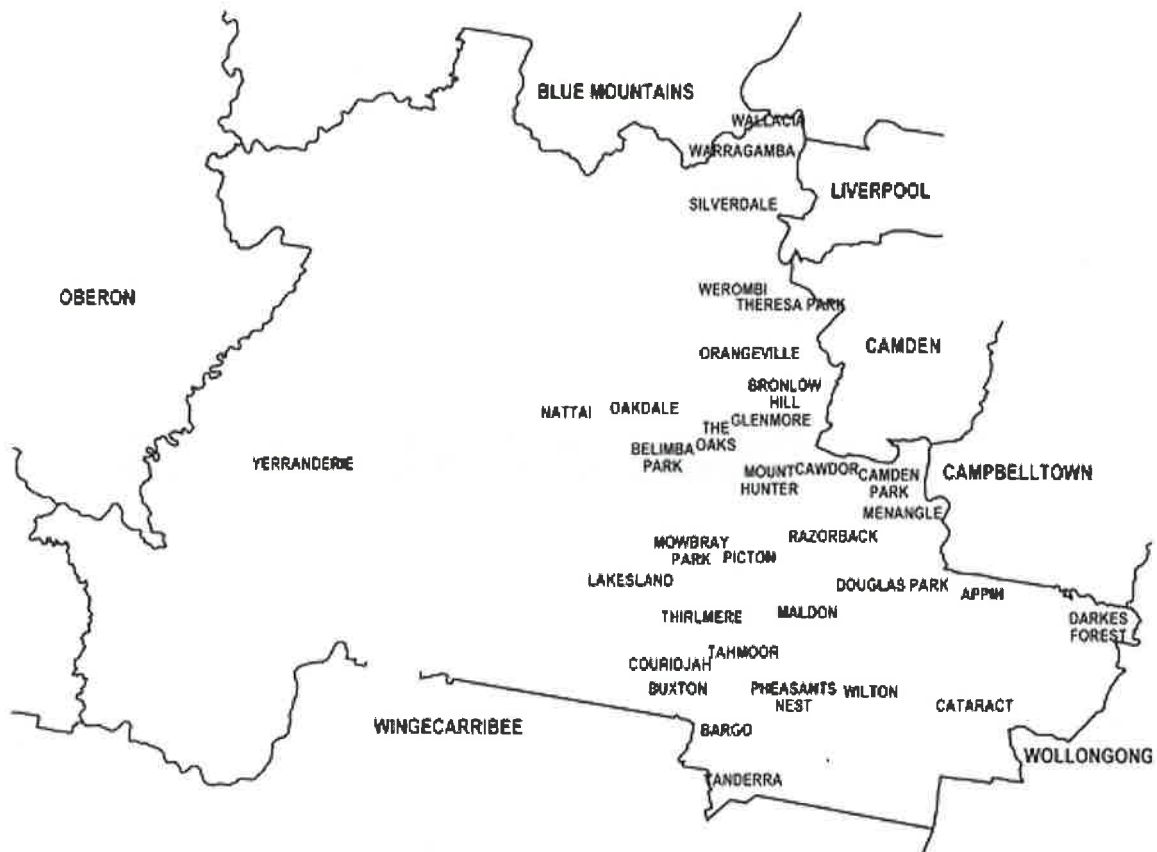 BLUE MOUNTAINS
WALLACIA
WARRAGAMBA
LIVERPOOL
SILVERDALE
OBERON
WEROMBI
THERESA PARK
CAMDEN
ORANGEVILLE
BRONLOW
HILL
NATTAI
OAKDALE
GLENMORE
THE
OAKS
BELIMBA
PARK
YERRANDERIE
MOUNT
HUNTER
CAWDOR
CAMDEN
PARK
CAMPBELLTOWN
MENANGLE
RAZORBACK
MOWBRAY
PARK
PICTON
LAKESLAND
DOUGLAS PARK
APPIN
THIRLMERE
MALDON
DARKES
FOREST
TAHMOOR
COURIDJAH
BUXTON
PHEASANTS
NEST
WILTON
CATARACT
WINGECARRIBEE
BARGO
WOLLONGONG
YANDERRA